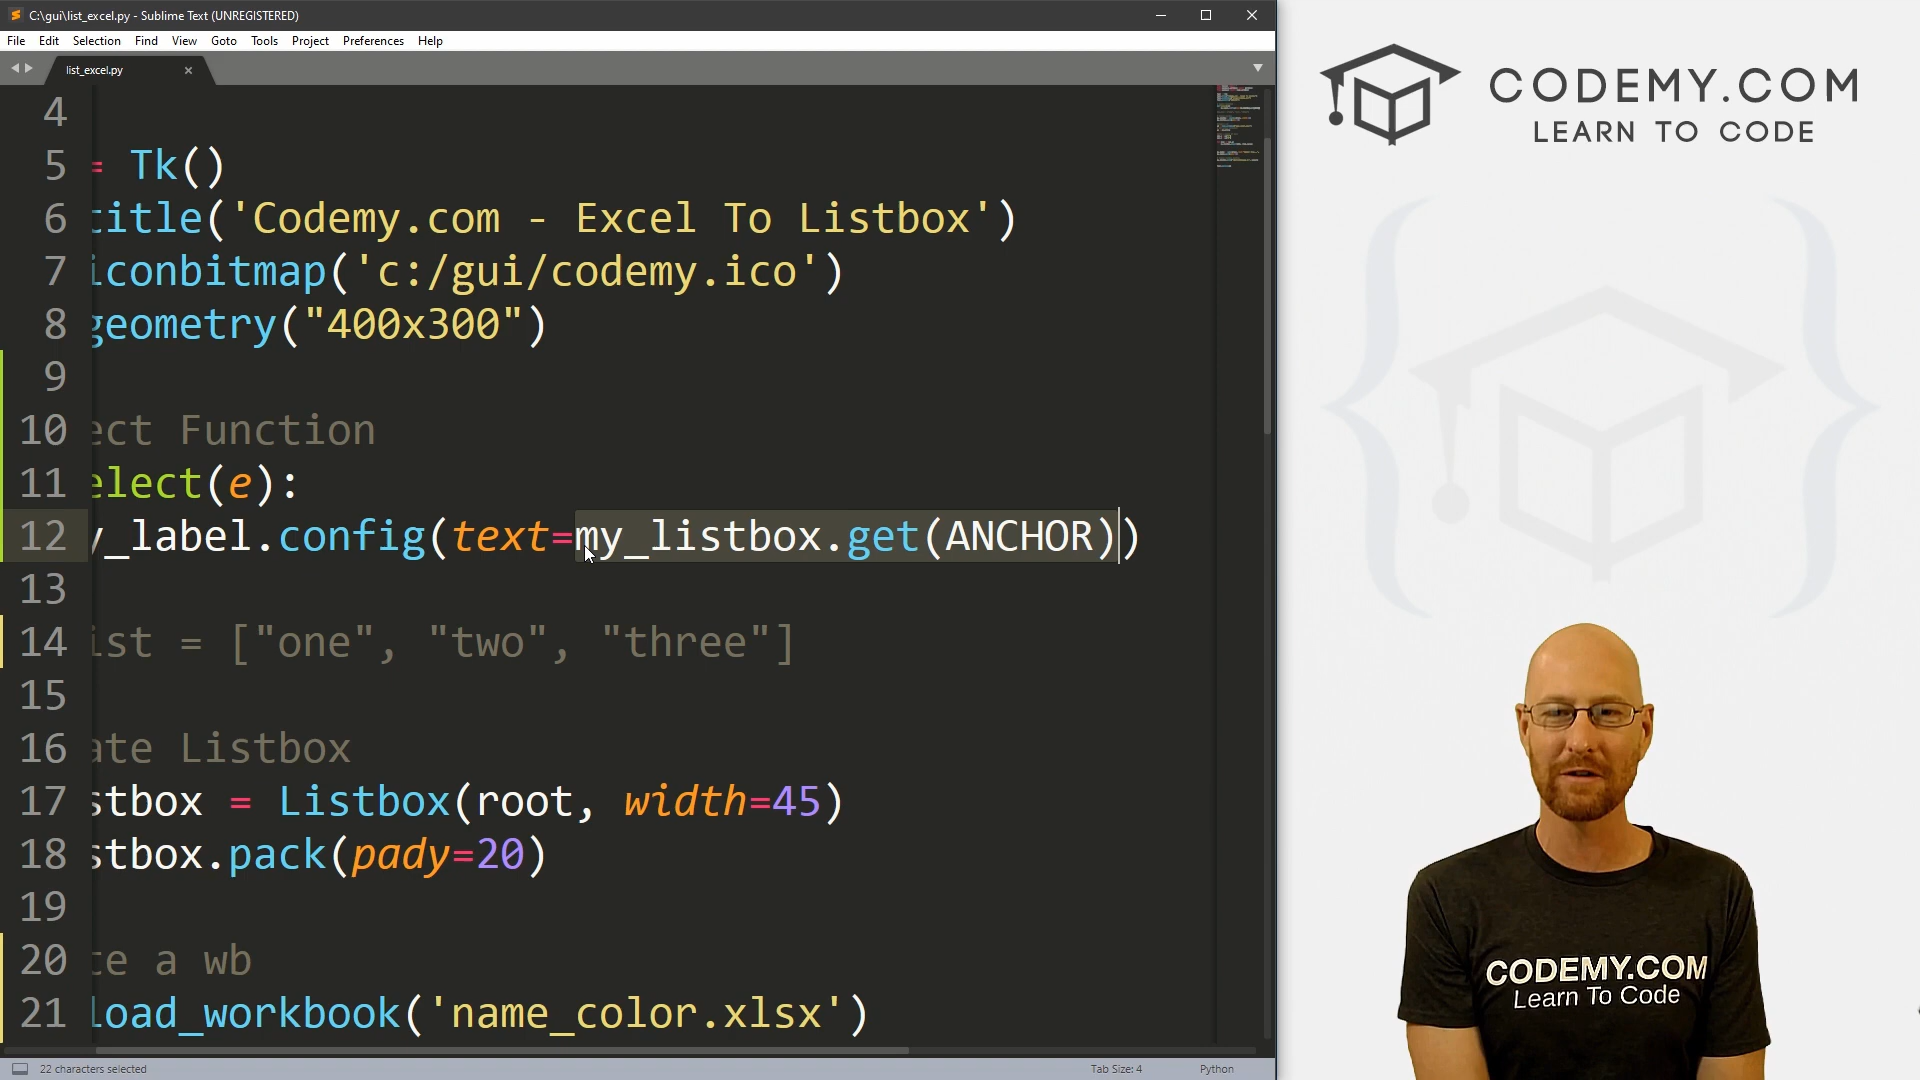 C:\gui\list_excel.py - Sublime Text (UNREGISTERED)
File Edit Selection Find View Goto Tools Project Preferences Help
list_excel.py
4
5 = Tk()
6 title('Codemy.com - Excel To Listbox')
7 iconbitmap('c:/gui/codemy.ico')
8 geometry("400x300")
9
10 ect Function
11 elect(e):
12 y_label.config(text=my_listbox.get(ANCHOR))
13
14 ist = ["one", "two", "three"]
15
16 ate Listbox
17 stbox = Listbox(root, width=45)
18 stbox.pack(pady=20)
19
20 te a wb
21 load_workbook('name_color.xlsx')
22 characters selected
Tab Size: 4
Python
CODEMY.COM
LEARN TO CODE
CODEMY.COM
Learn To Code